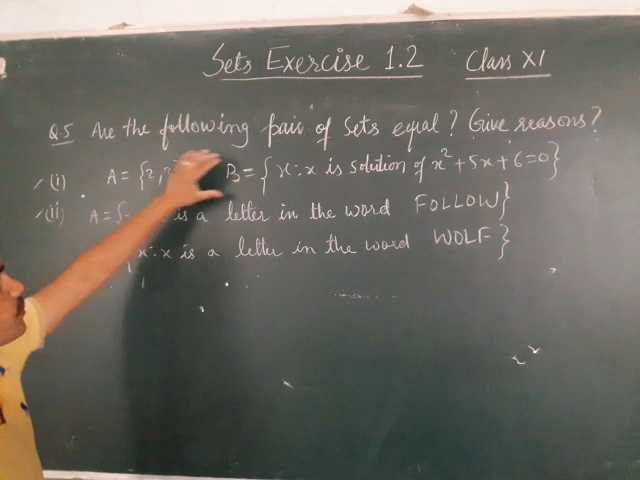 Sets Exercise 1.2 Class XI
Q.5 Are the following pair of Sets equal? Give reasons?
(i). A = {2, B = {x : x is solution of x² + 5x + 6 = 0}
(ii) A = { is a letter in the word FOLLOW}
x : x is a letter in the word WOLF}